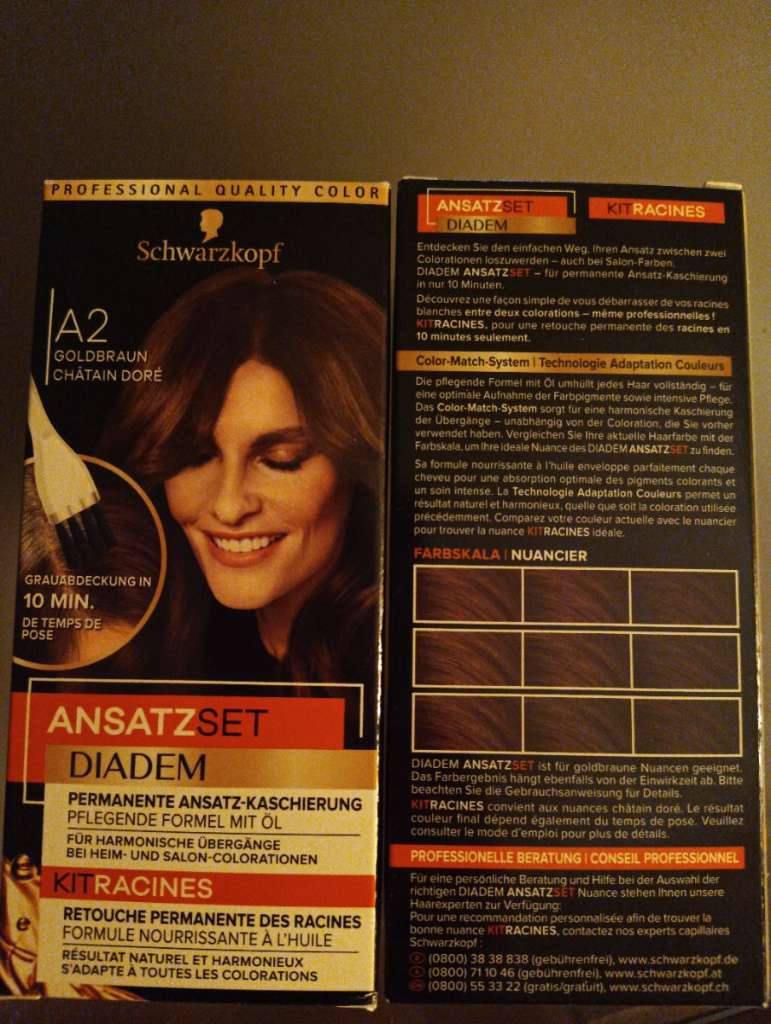 PROFESSIONAL QUALITY COLOR
Schwarzkopf
A2
GOLDBRAUN
CHÂTAIN DORÉ
GRAUABDECKUNG IN
10 MIN.
DE TEMPS DE
POSE
ANSATZSET
DIADEM
PERMANENTE ANSATZ-KASCHIERUNG
PFLEGENDE FORMEL MIT ÖL
FÜR HARMONISCHE ÜBERGÄNGE
BEI HEIM- UND SALON-COLORATIONEN
KITRACINES
RETOUCHE PERMANENTE DES RACINES
FORMULE NOURRISSANTE À L'HUILE
RÉSULTAT NATUREL ET HARMONIEUX
S'ADAPTE À TOUTES LES COLORATIONS
ANSATZSET
DIADEM
KITRACINES
Entdecken Sie den einfachen Weg, Ihren Ansatz zwischen zwei
Colorationen loszuwerden – auch bei Salon-Farben.
DIADEM ANSATZSET – für permanente Ansatz-Kaschierung
in nur 10 Minuten.
Découvrez une façon simple de vous débarrasser de vos racines
blanches entre deux colorations – même professionnelles !
KITRACINES, pour une retouche permanente des racines en
10 minutes seulement.
Color-Match-System | Technologie Adaptation Couleurs
Die pflegende Formel mit Öl umhüllt jedes Haar vollständig – für
eine optimale Aufnahme der Farbpigmente sowie intensive Pflege.
Das Color-Match-System sorgt für eine harmonische Kaschierung
der Übergänge – unabhängig von der Coloration, die Sie vorher
verwendet haben. Vergleichen Sie Ihre aktuelle Haarfarbe mit der
Farbskala, um Ihre ideale Nuance des DIADEM ANSATZSET zu finden.
Sa formule nourrissante à l'huile enveloppe parfaitement chaque
cheveu pour une absorption optimale des pigments colorants et
un soin intense. La Technologie Adaptation Couleurs permet un
résultat naturel et harmonieux, quelle que soit la coloration utilisée
précédemment. Comparez votre couleur actuelle avec le nuancier
pour trouver la nuance KITRACINES idéale.
FARBSKALA | NUANCIER
DIADEM ANSATZSET ist für goldbraune Nuancen geeignet.
Das Farbergebnis hängt ebenfalls von der Einwirkzeit ab. Bitte
beachten Sie die Gebrauchsanweisung für Details.
KITRACINES convient aux nuances châtain doré. Le résultat
couleur final dépend également du temps de pose. Veuillez
consulter le mode d'emploi pour plus de détails.
PROFESSIONELLE BERATUNG | CONSEIL PROFESSIONNEL
Für eine persönliche Beratung und Hilfe bei der Auswahl der
richtigen DIADEM ANSATZSET Nuance stehen Ihnen unsere
Haarexperten zur Verfügung:
Pour une recommandation personnalisée afin de trouver la
bonne nuance KITRACINES, contactez nos experts capillaires
Schwarzkopf :
(0800) 38 38 838 (gebührenfrei), www.schwarzkopf.de
(0800) 71 10 46 (gebührenfrei), www.schwarzkopf.at
(0800) 55 33 22 (gratis/gratuit), www.schwarzkopf.ch